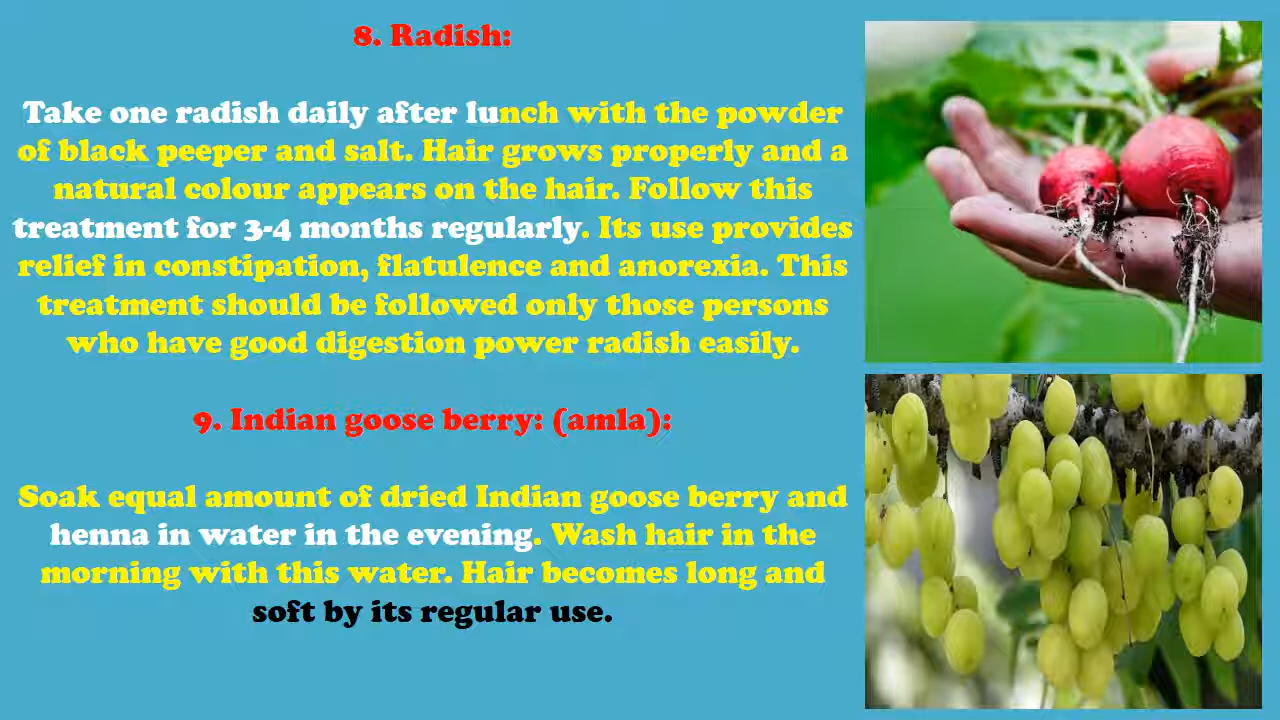 8. Radish:
Take one radish daily after lunch with the powder
of black peeper and salt. Hair grows properly and a
natural colour appears on the hair. Follow this
treatment for 3-4 months regularly. Its use provides
relief in constipation, flatulence and anorexia. This
treatment should be followed only those persons
who have good digestion power radish easily.
9. Indian goose berry: (amla):
Soak equal amount of dried Indian goose berry and
henna in water in the evening. Wash hair in the
morning with this water. Hair becomes long and
soft by its regular use.